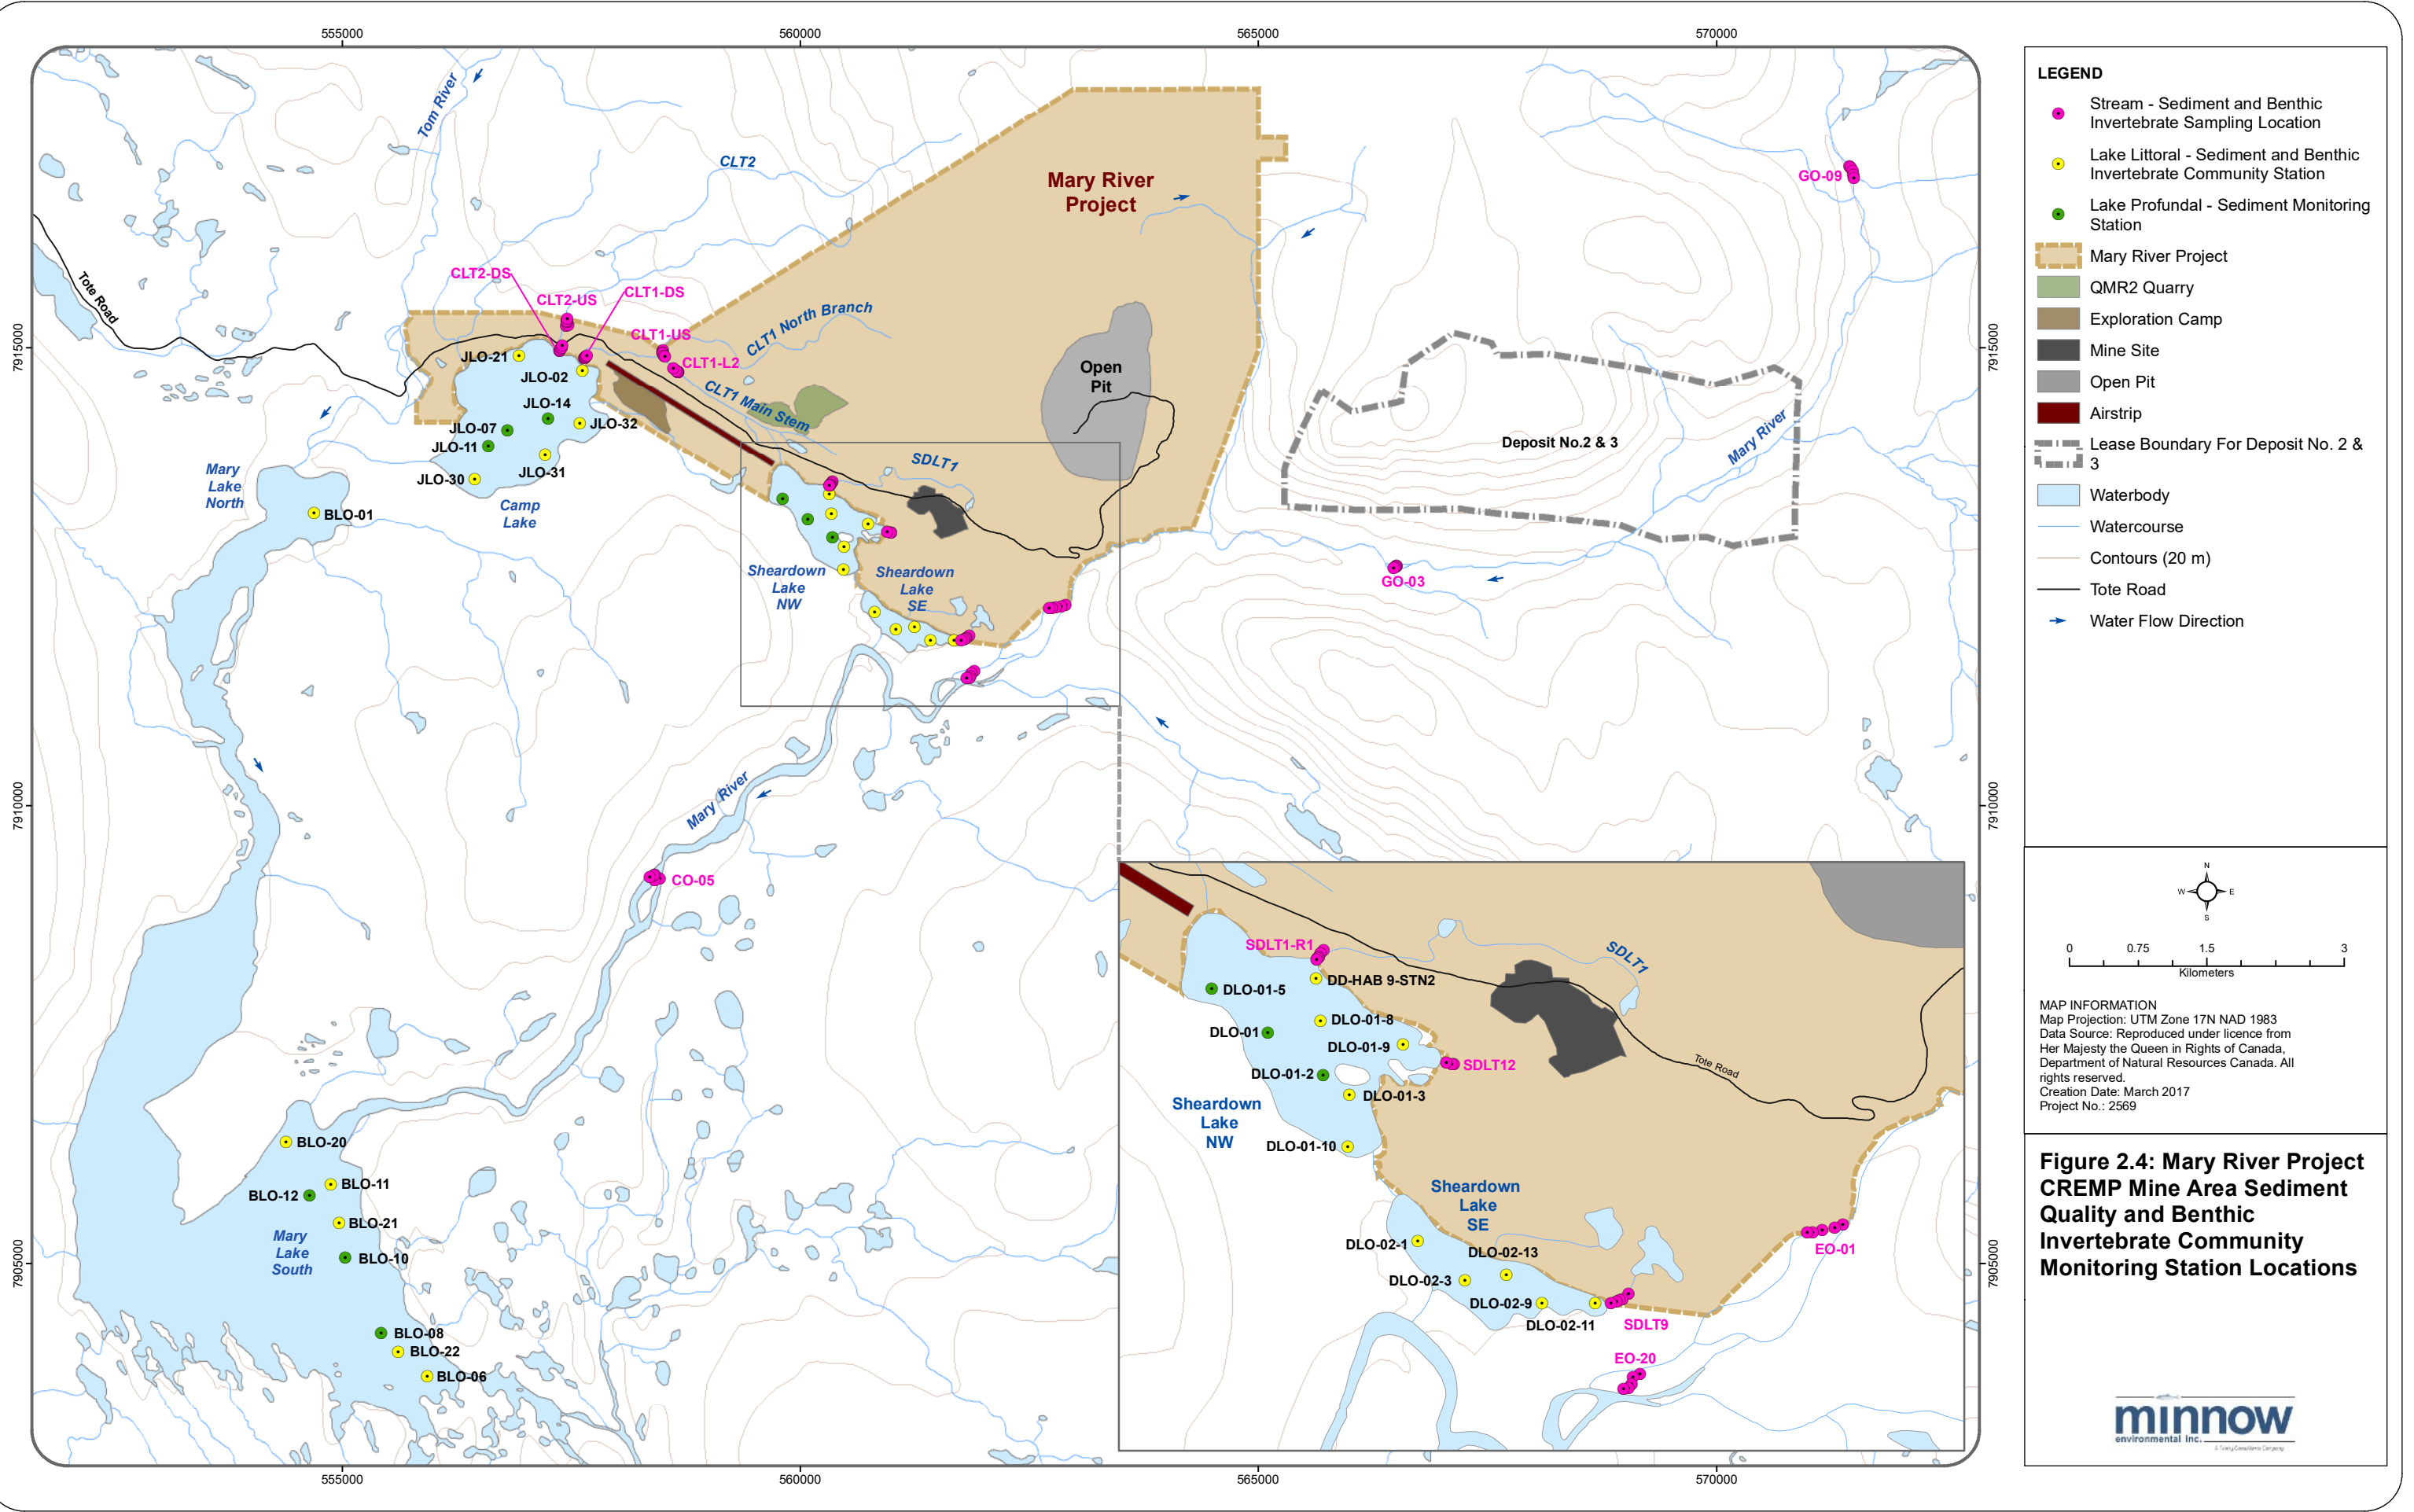 555000
560000
565000
570000
7915000
7910000
7905000
7915000
7910000
7905000
555000
560000
565000
570000
Tom River
CLT2
Mary River
Project
GO-09
Tote Road
CLT2-DS
CLT2-US
CLT1-DS
CLT1-US
CLT1-L2
CLT1 North Branch
CLT1 Main Stem
JLO-21
JLO-02
JLO-14
JLO-07
JLO-32
JLO-11
JLO-31
JLO-30
Camp
Lake
Mary
Lake
North
BLO-01
Open
Pit
SDLT1
Sheardown
Lake
NW
Sheardown
Lake
SE
Deposit No.2 & 3
Mary River
GO-03
Mary River
CO-05
BLO-20
BLO-11
BLO-12
BLO-21
BLO-10
Mary
Lake
South
BLO-08
BLO-22
BLO-06
SDLT1-R1
SDLT1
DD-HAB 9-STN2
DLO-01-5
DLO-01-8
DLO-01
DLO-01-9
SDLT12
DLO-01-2
DLO-01-3
Tote Road
Sheardown
Lake
NW
DLO-01-10
Sheardown
Lake
SE
DLO-02-1
DLO-02-13
EO-01
DLO-02-3
DLO-02-9
DLO-02-11
SDLT9
EO-20
LEGEND
Stream - Sediment and Benthic
Invertebrate Sampling Location
Lake Littoral - Sediment and Benthic
Invertebrate Community Station
Lake Profundal - Sediment Monitoring
Station
Mary River Project
QMR2 Quarry
Exploration Camp
Mine Site
Open Pit
Airstrip
Lease Boundary For Deposit No. 2 &
3
Waterbody
Watercourse
Contours (20 m)
Tote Road
Water Flow Direction
N
W E
S
0 0.75 1.5 3
Kilometers
MAP INFORMATION
Map Projection: UTM Zone 17N NAD 1983
Data Source: Reproduced under licence from
Her Majesty the Queen in Rights of Canada,
Department of Natural Resources Canada. All
rights reserved.
Creation Date: March 2017
Project No.: 2569
Figure 2.4: Mary River Project
CREMP Mine Area Sediment
Quality and Benthic
Invertebrate Community
Monitoring Station Locations
minnow
environmental inc.
A Trinity Consultants Company